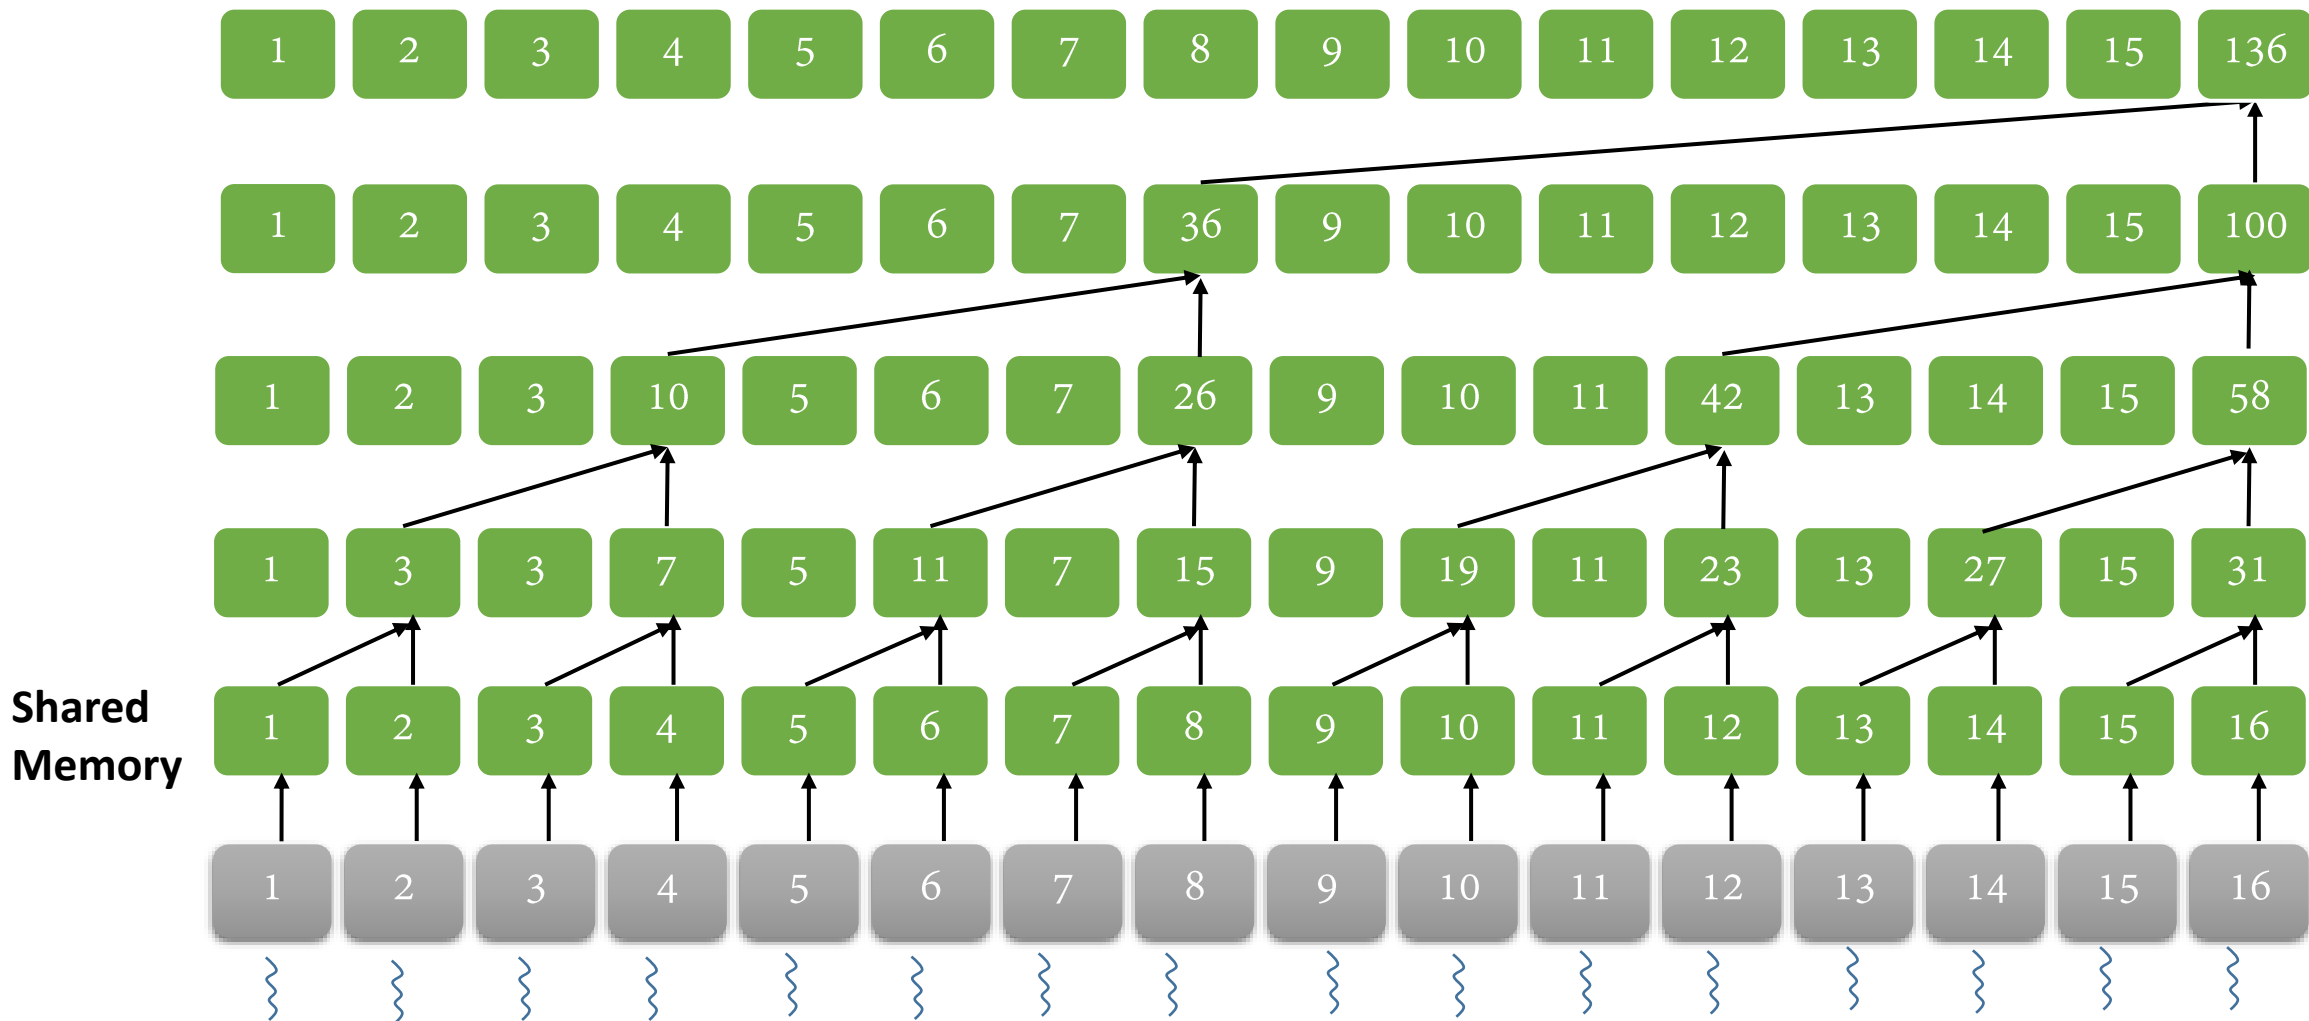 1 2 3 4 5 6 7 8 9 10 11 12 13 14 15 136
1 2 3 4 5 6 7 36 9 10 11 12 13 14 15 100
1 2 3 10 5 6 7 26 9 10 11 42 13 14 15 58
1 3 3 7 5 11 7 15 9 19 11 23 13 27 15 31
Shared
Memory
1 2 3 4 5 6 7 8 9 10 11 12 13 14 15 16
1 2 3 4 5 6 7 8 9 10 11 12 13 14 15 16